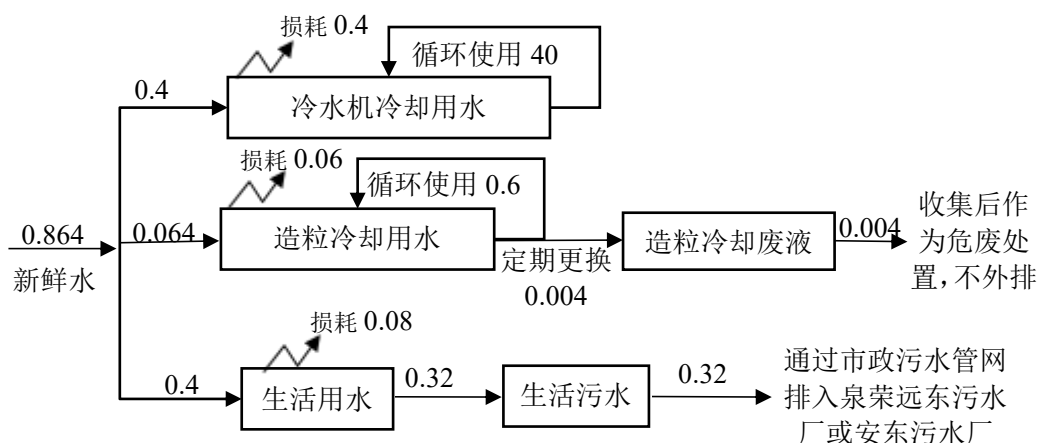 损耗 0.4
循环使用 40
0.4
冷水机冷却用水
损耗 0.06
循环使用 0.6
0.864
新鲜水
0.064
造粒冷却用水
定期更换
0.004
造粒冷却废液
0.004
收集后作
为危废处
置,不外排
损耗 0.08
0.4
生活用水
0.32
生活污水
0.32
通过市政污水管网
排入泉荣远东污水
厂或安东污水厂